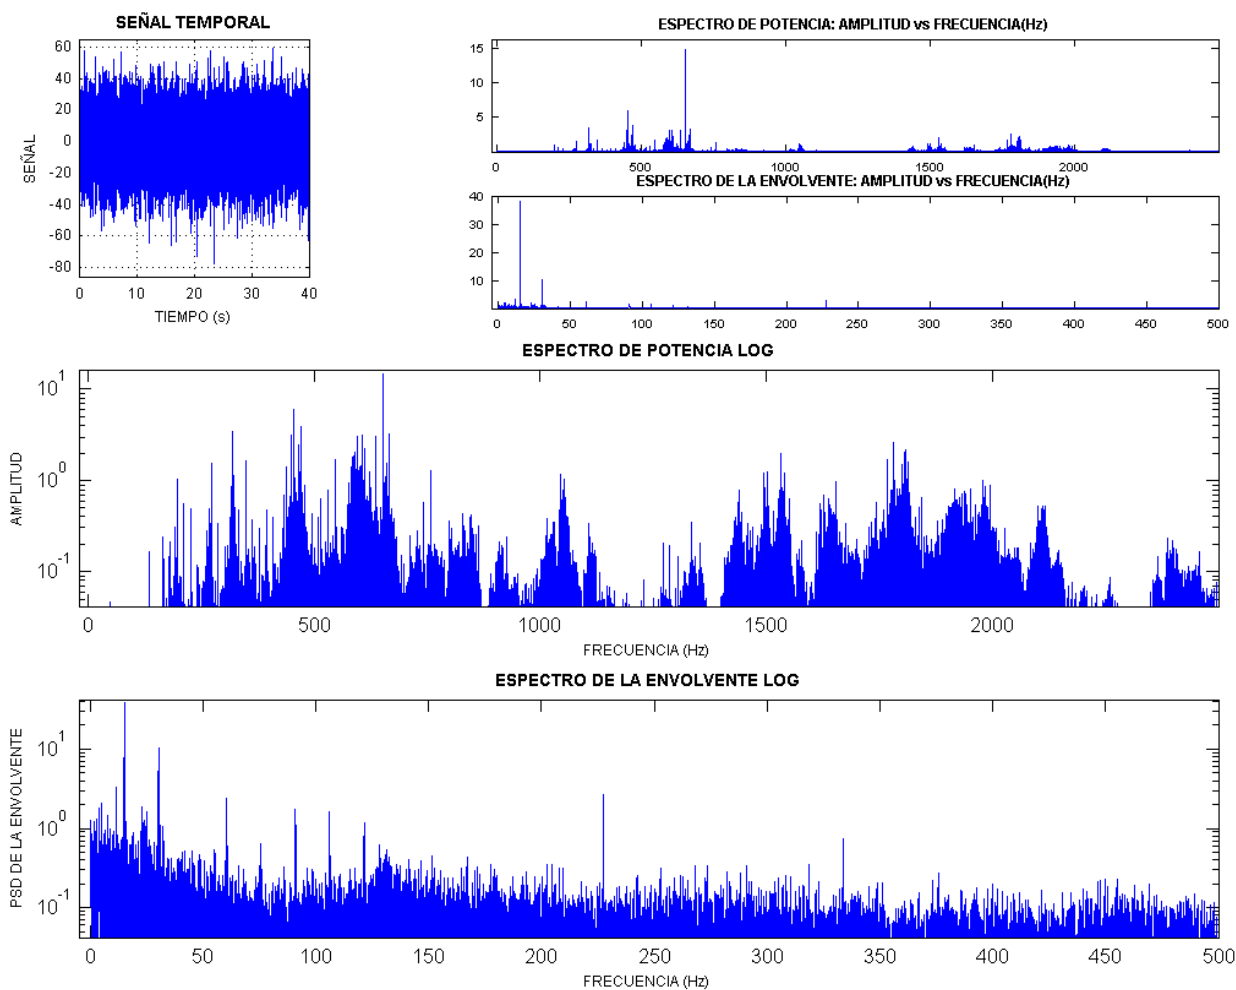 SEÑAL TEMPORAL
60
40
20
0
-20
-40
-60
-80
SEÑAL
0 10 20 30 40
TIEMPO (s)
ESPECTRO DE POTENCIA: AMPLITUD vs FRECUENCIA(Hz)
15
10
5
0 500 1000 1500 2000
ESPECTRO DE LA ENVOLVENTE: AMPLITUD vs FRECUENCIA(Hz)
40
30
20
10
0 50 100 150 200 250 300 350 400 450 500
ESPECTRO DE POTENCIA LOG
10^1
10^0
10^-1
AMPLITUD
0 500 1000 1500 2000
FRECUENCIA (Hz)
ESPECTRO DE LA ENVOLVENTE LOG
10^1
10^0
10^-1
PSD DE LA ENVOLVENTE
0 50 100 150 200 250 300 350 400 450 500
FRECUENCIA (Hz)